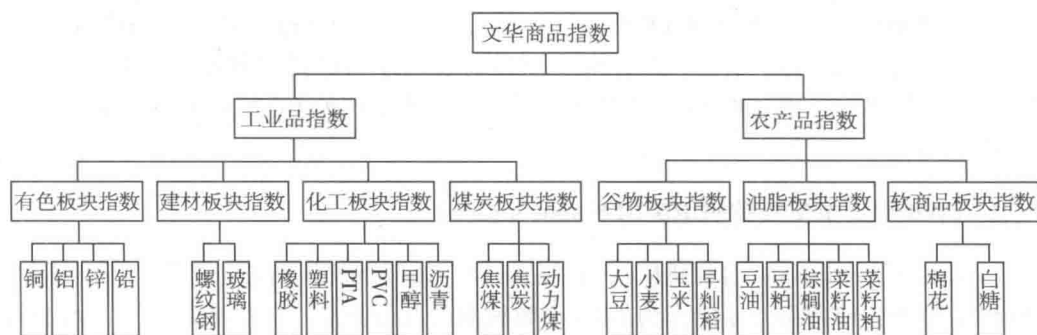 文华商品指数
工业品指数
农产品指数
有色板块指数
建材板块指数
化工板块指数
煤炭板块指数
谷物板块指数
油脂板块指数
软商品板块指数
铜
铝
锌
铅
螺纹钢
玻璃
橡胶
塑料
PTA
PVC
甲醇
沥青
焦煤
焦炭
动力煤
大豆
小麦
玉米
早籼稻
豆油
豆粕
棕榈油
菜籽油
菜籽粕
棉花
白糖